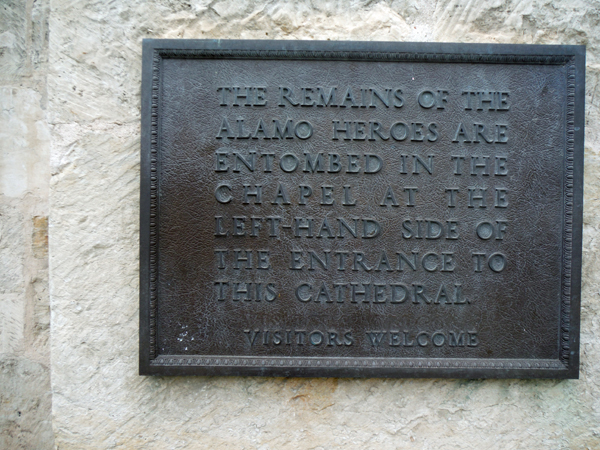 THE REMAINS OF THE
ALAMO HEROES ARE
ENTOMBED IN THE
CHAPEL AT THE
LEFT-HAND SIDE OF
THE ENTRANCE TO
THIS CATHEDRAL.
VISITORS WELCOME